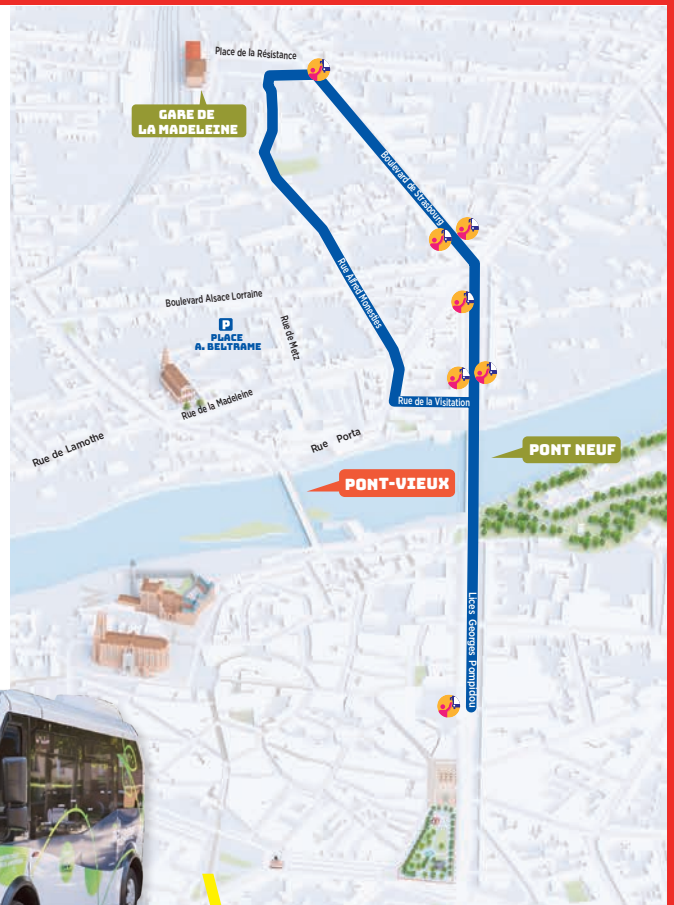 Place de la Résistance
GARE DE
LA MADELEINE
Boulevard de Strasbourg
Rue Alfred Monestiés
Boulevard Alsace Lorraine
P
PLACE
A. BELTRAME
Rue de Metz
Rue de la Madeleine
Rue de la Visitation
Rue de Lamothe
Rue Porta
PONT NEUF
PONT-VIEUX
Lices Georges Pompidou